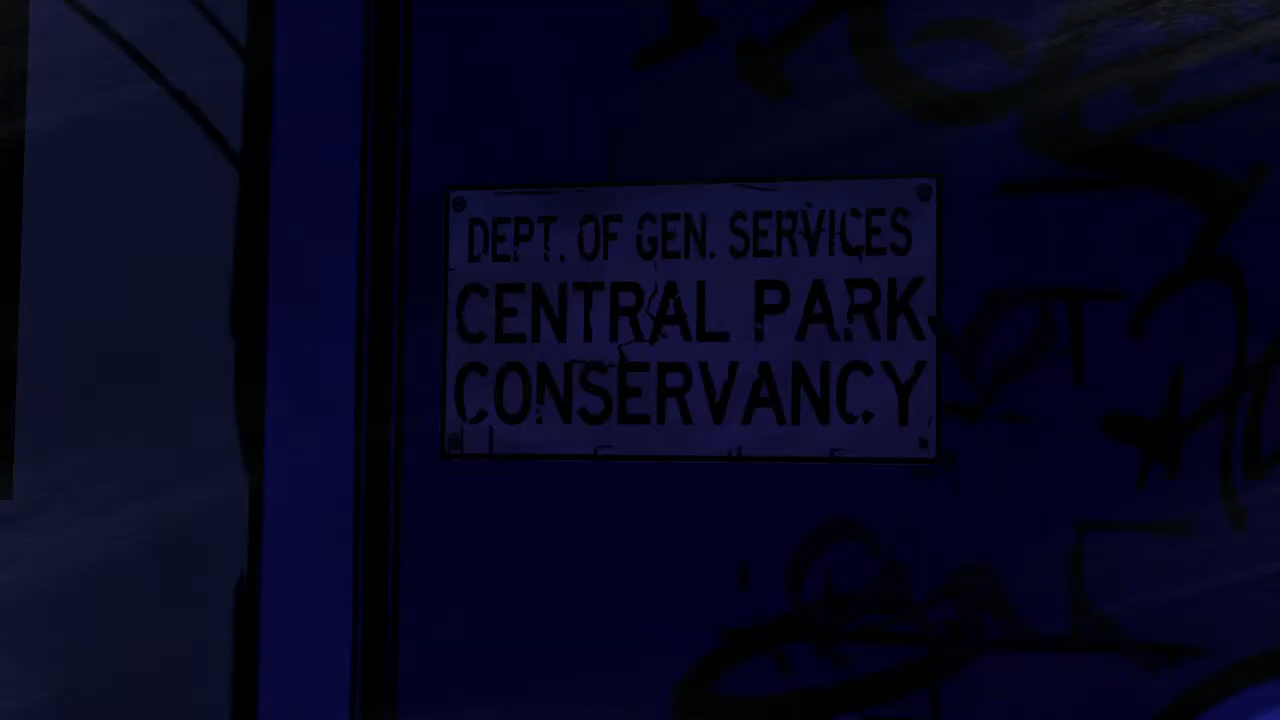 DEPT. OF GEN. SERVICES
CENTRAL PARK
CONSERVANCY